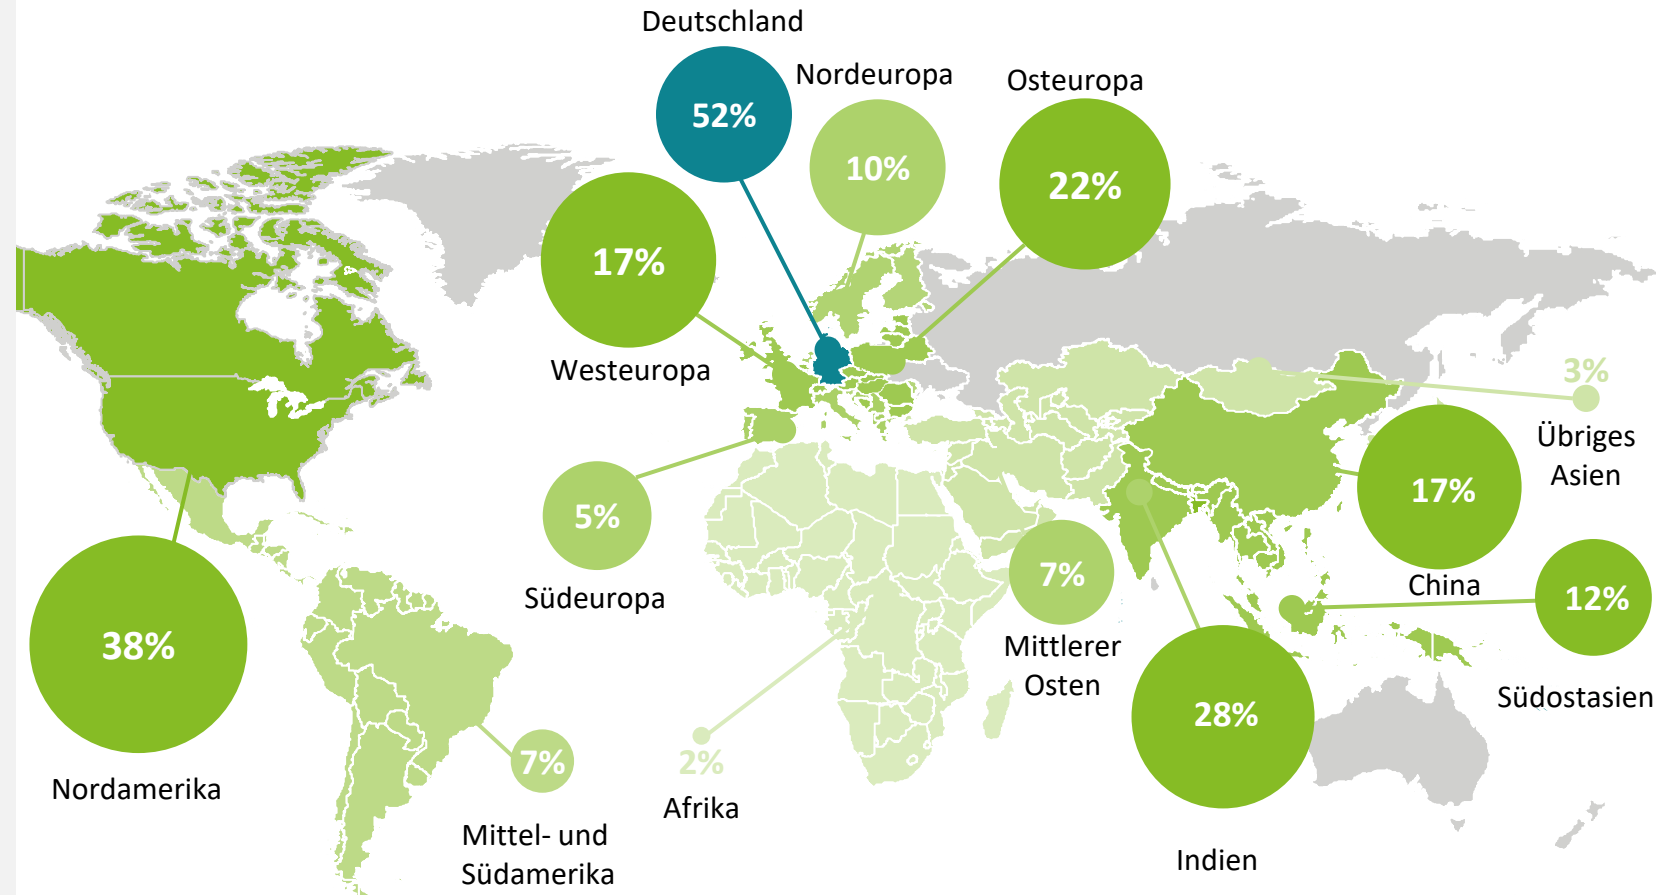 Deutschland
52%
Nordeuropa
10%
Osteuropa
22%
17%
Westeuropa
3%
Übriges
Asien
17%
China
5%
Südeuropa
7%
Mittlerer
Osten
12%
Südostasien
38%
Nordamerika
7%
Mittel- und
Südamerika
2%
Afrika
28%
Indien